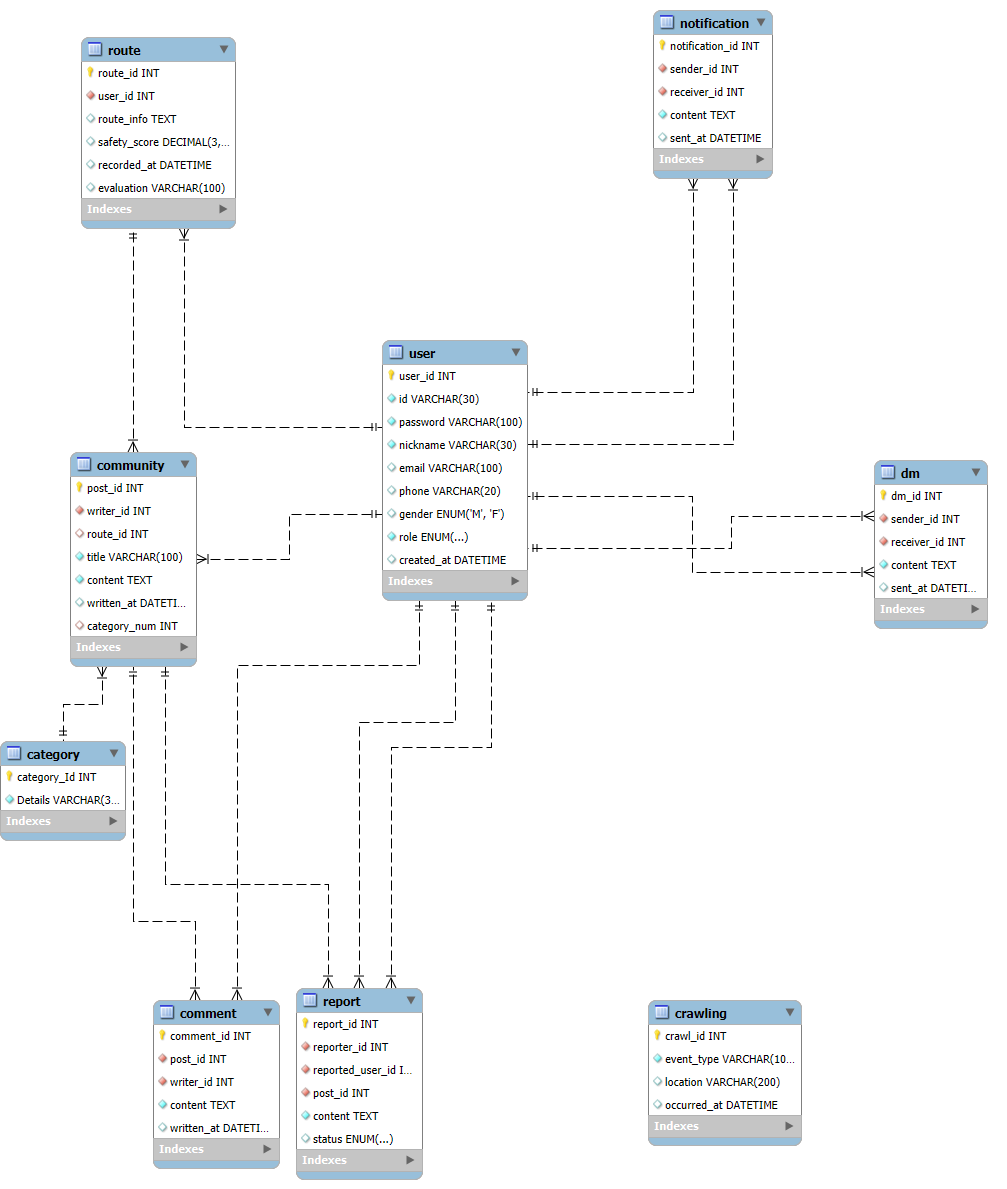 notification
notification_id INT
sender_id INT
receiver_id INT
content TEXT
sent_at DATETIME
Indexes
route
route_id INT
user_id INT
route_info TEXT
safety_score DECIMAL(3,...
recorded_at DATETIME
evaluation VARCHAR(100)
Indexes
user
user_id INT
id VARCHAR(30)
password VARCHAR(100)
nickname VARCHAR(30)
email VARCHAR(100)
phone VARCHAR(20)
gender ENUM('M', 'F')
role ENUM(...)
created_at DATETIME
Indexes
community
post_id INT
writer_id INT
route_id INT
title VARCHAR(100)
content TEXT
written_at DATETI...
category_num INT
Indexes
dm
dm_id INT
sender_id INT
receiver_id INT
content TEXT
sent_at DATETI...
Indexes
category
category_Id INT
Details VARCHAR(3...
Indexes
comment
comment_id INT
post_id INT
writer_id INT
content TEXT
written_at DATETI...
Indexes
report
report_id INT
reporter_id INT
reported_user_id I...
post_id INT
content TEXT
status ENUM(...)
Indexes
crawling
crawl_id INT
event_type VARCHAR(10...
location VARCHAR(200)
occurred_at DATETIME
Indexes